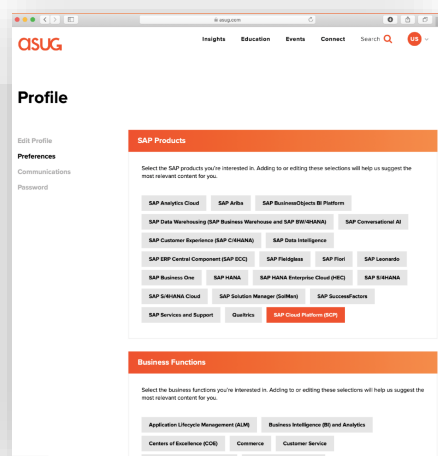 asug.com
asug
Insights Education Events Connect Search US
Profile
Edit Profile
Preferences
Communications
Password
SAP Products
Select the SAP products you're interested in. Adding to or editing these selections will help us suggest the
most relevant content for you.
SAP Analytics Cloud SAP Ariba SAP BusinessObjects BI Platform
SAP Data Warehousing (SAP Business Warehouse and SAP BW/4HANA) SAP Conversational AI
SAP Customer Experience (SAP C/4HANA) SAP Data Intelligence
SAP ERP Central Component (SAP ECC) SAP Fieldglass SAP Fiori SAP Leonardo
SAP Business One SAP HANA SAP HANA Enterprise Cloud (HEC) SAP S/4HANA
SAP S/4HANA Cloud SAP Solution Manager (SolMan) SAP SuccessFactors
SAP Services and Support Qualtrics SAP Cloud Platform (SCP)
Business Functions
Select the business functions you're interested in. Adding to or editing these selections will help us suggest the
most relevant content for you.
Application Lifecycle Management (ALM) Business Intelligence (BI) and Analytics
Centers of Excellence (COE) Commerce Customer Service